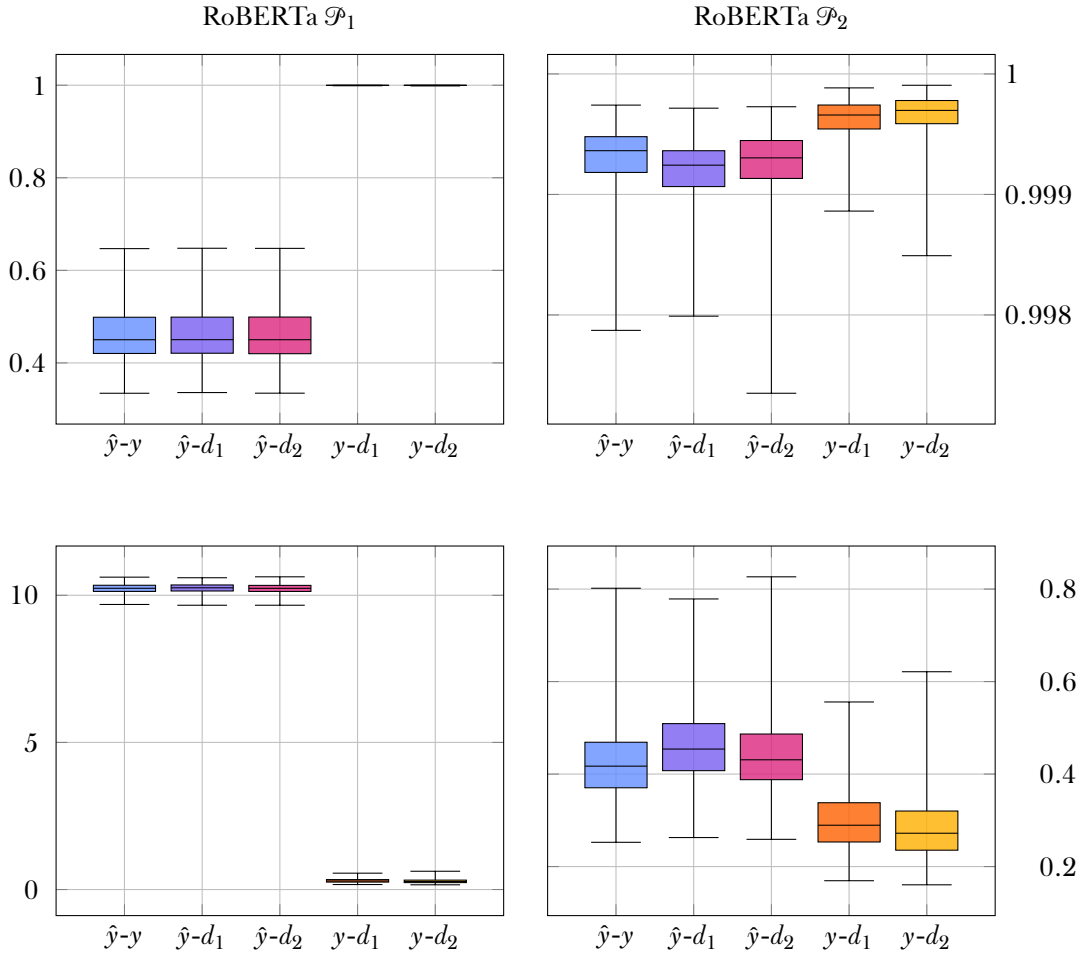 RoBERTa 𝒫₁
RoBERTa 𝒫₂
1
0.8
0.6
0.4
ŷ-y ŷ-d₁ ŷ-d₂ y-d₁ y-d₂
1
0.999
0.998
ŷ-y ŷ-d₁ ŷ-d₂ y-d₁ y-d₂
10
5
0
ŷ-y ŷ-d₁ ŷ-d₂ y-d₁ y-d₂
0.8
0.6
0.4
0.2
ŷ-y ŷ-d₁ ŷ-d₂ y-d₁ y-d₂